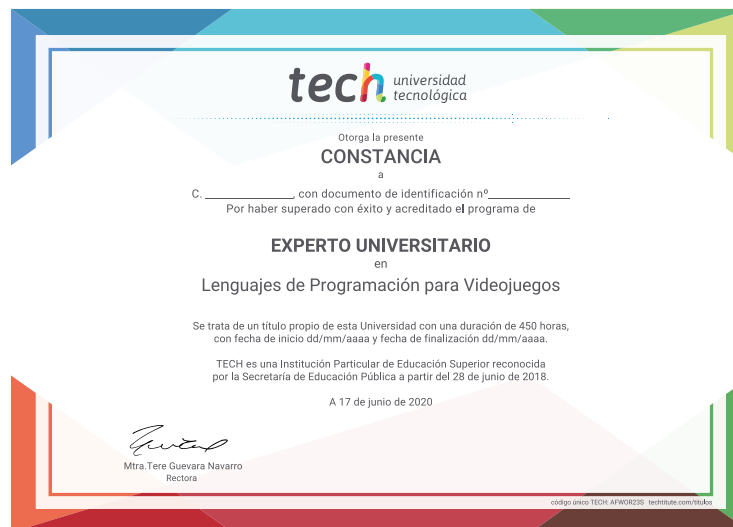 tech universidad
tecnológica
Otorga la presente
CONSTANCIA
a
C. ______________, con documento de identificación nº______________
Por haber superado con éxito y acreditado el programa de
EXPERTO UNIVERSITARIO
en
Lenguajes de Programación para Videojuegos
Se trata de un título propio de esta Universidad con una duración de 450 horas,
con fecha de inicio dd/mm/aaaa y fecha de finalización dd/mm/aaaa.
TECH es una Institución Particular de Educación Superior reconocida
por la Secretaría de Educación Pública a partir del 28 de junio de 2018.
A 17 de junio de 2020
Mtra.Tere Guevara Navarro
Rectora
código único TECH: AFWOR23S techtitute.com/titulos